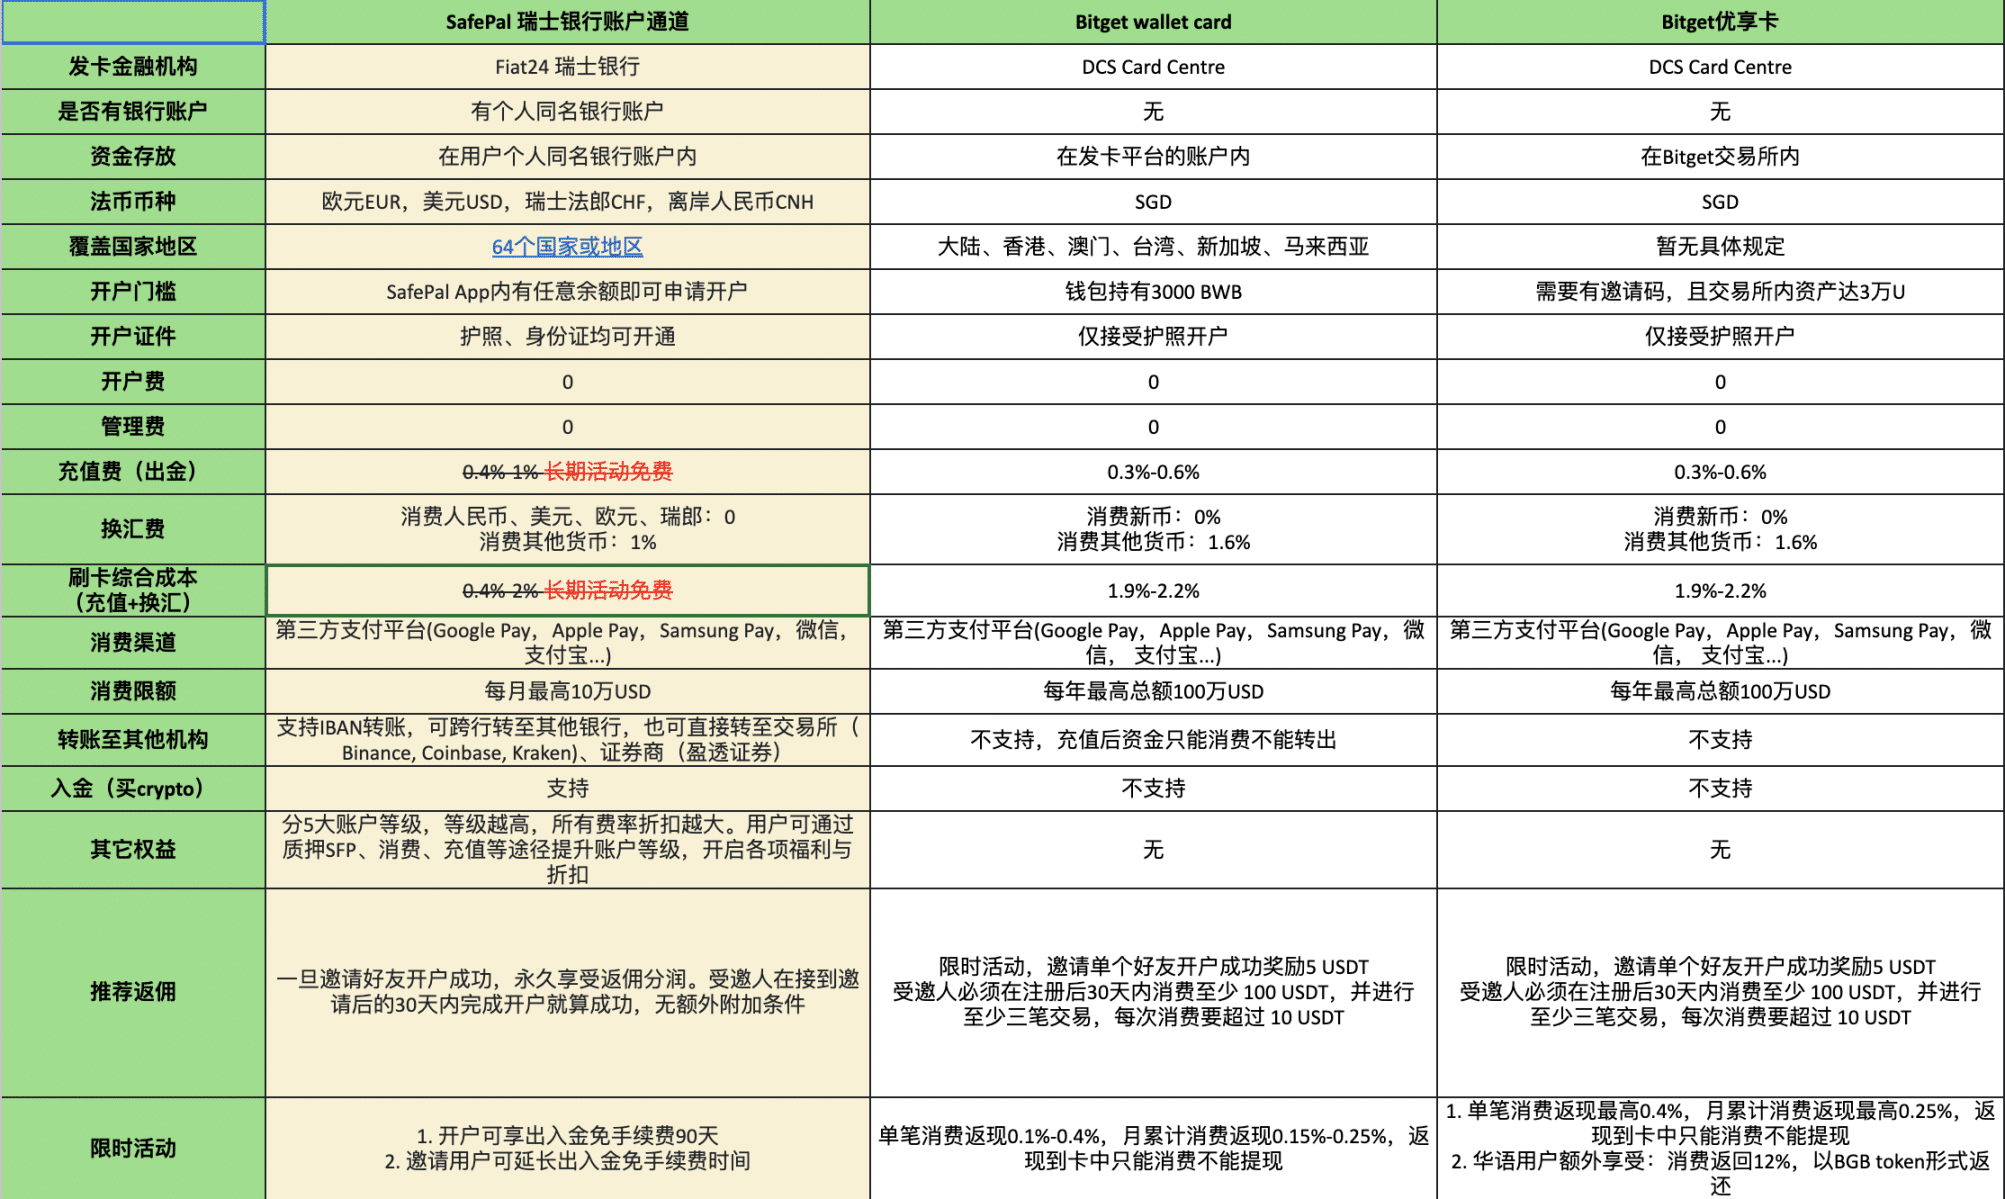 SafePal 瑞士银行账户通道
Bitget wallet card
Bitget优享卡
发卡金融机构
Fiat24 瑞士银行
DCS Card Centre
DCS Card Centre
是否有银行账户
有个人同名银行账户
无
无
资金存放
在用户个人同名银行账户内
在发卡平台的账户内
在Bitget交易所内
法币币种
欧元EUR，美元USD，瑞士法郎CHF，离岸人民币CNH
SGD
SGD
覆盖国家地区
64个国家或地区
大陆、香港、澳门、台湾、新加坡、马来西亚
暂无具体规定
开户门槛
SafePal App内有任意余额即可申请开户
钱包持有3000 BWB
需要有邀请码，且交易所内资产达3万U
开户证件
护照、身份证均可开通
仅接受护照开户
仅接受护照开户
开户费
0
0
0
管理费
0
0
0
充值费（出金）
0.4%-1% 长期活动免费
0.3%-0.6%
0.3%-0.6%
换汇费
消费人民币、美元、欧元、瑞郎：0
消费其他货币：1%
消费新币：0%
消费其他货币：1.6%
消费新币：0%
消费其他货币：1.6%
刷卡综合成本
（充值+换汇）
0.4%-2% 长期活动免费
1.9%-2.2%
1.9%-2.2%
消费渠道
第三方支付平台(Google Pay，Apple Pay，Samsung Pay，微信，
支付宝...)
第三方支付平台(Google Pay，Apple Pay，Samsung Pay，微
信， 支付宝...)
第三方支付平台(Google Pay，Apple Pay，Samsung Pay，微
信， 支付宝...)
消费限额
每月最高10万USD
每年最高总额100万USD
每年最高总额100万USD
转账至其他机构
支持IBAN转账，可跨行转至其他银行，也可直接转至交易所（
Binance, Coinbase, Kraken)、证券商（盈透证券）
不支持，充值后资金只能消费不能转出
不支持
入金（买crypto）
支持
不支持
不支持
其它权益
分5大账户等级，等级越高，所有费率折扣越大。用户可通过
质押SFP、消费、充值等途径提升账户等级，开启各项福利与
折扣
无
无
推荐返佣
一旦邀请好友开户成功，永久享受返佣分润。受邀人在接到邀
请后的30天内完成开户就算成功，无额外附加条件
限时活动，邀请单个好友开户成功奖励5 USDT
受邀人必须在注册后30天内消费至少 100 USDT，并进行
至少三笔交易，每次消费要超过 10 USDT
限时活动，邀请单个好友开户成功奖励5 USDT
受邀人必须在注册后30天内消费至少 100 USDT，并进行
至少三笔交易，每次消费要超过 10 USDT
限时活动
1. 开户可享出入金免手续费90天
2. 邀请用户可延长出入金免手续费时间
单笔消费返现0.1%-0.4%，月累计消费返现0.15%-0.25%，返
现到卡中只能消费不能提现
1. 单笔消费返现最高0.4%，月累计消费返现最高0.25%，返
现到卡中只能消费不能提现
2. 华语用户额外享受：消费返回12%，以BGB token形式返
还